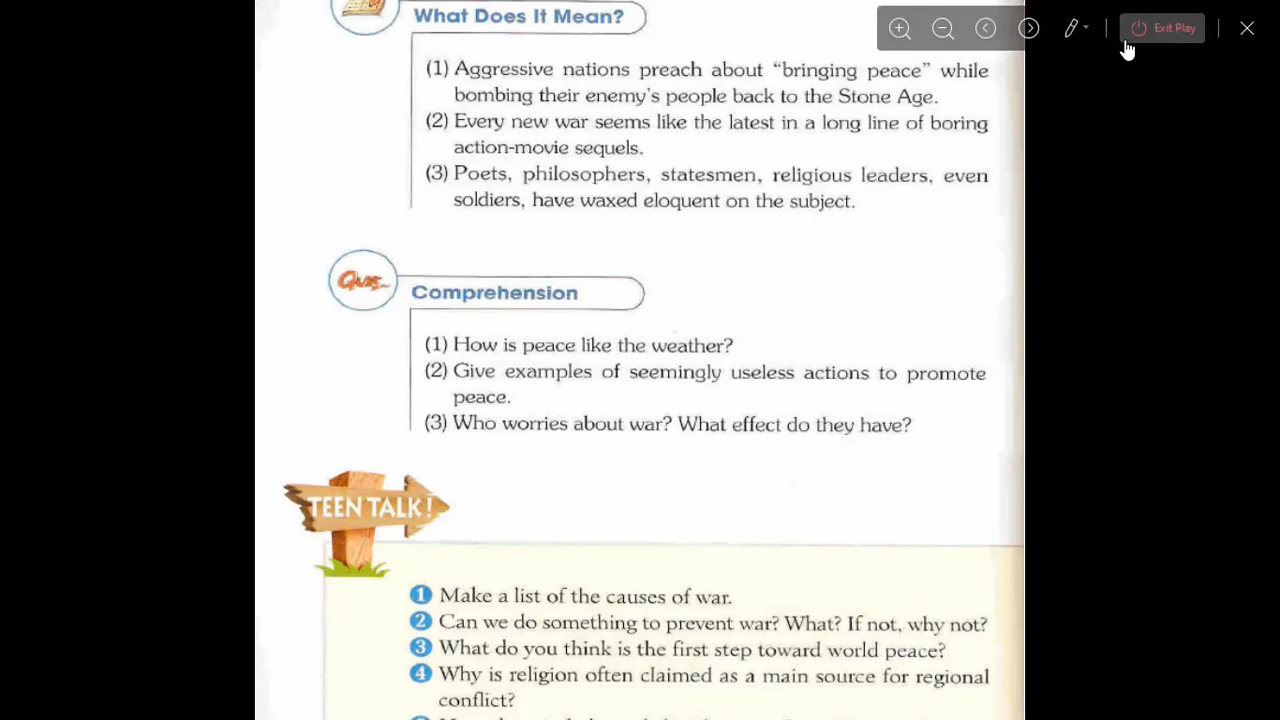 What Does It Mean?
Exit Play
(1) Aggressive nations preach about “bringing peace” while
bombing their enemy’s people back to the Stone Age.
(2) Every new war seems like the latest in a long line of boring
action-movie sequels.
(3) Poets, philosophers, statesmen, religious leaders, even
soldiers, have waxed eloquent on the subject.
Comprehension
(1) How is peace like the weather?
(2) Give examples of seemingly useless actions to promote
peace.
(3) Who worries about war? What effect do they have?
TEEN TALK!
1 Make a list of the causes of war.
2 Can we do something to prevent war? What? If not, why not?
3 What do you think is the first step toward world peace?
4 Why is religion often claimed as a main source for regional
conflict?